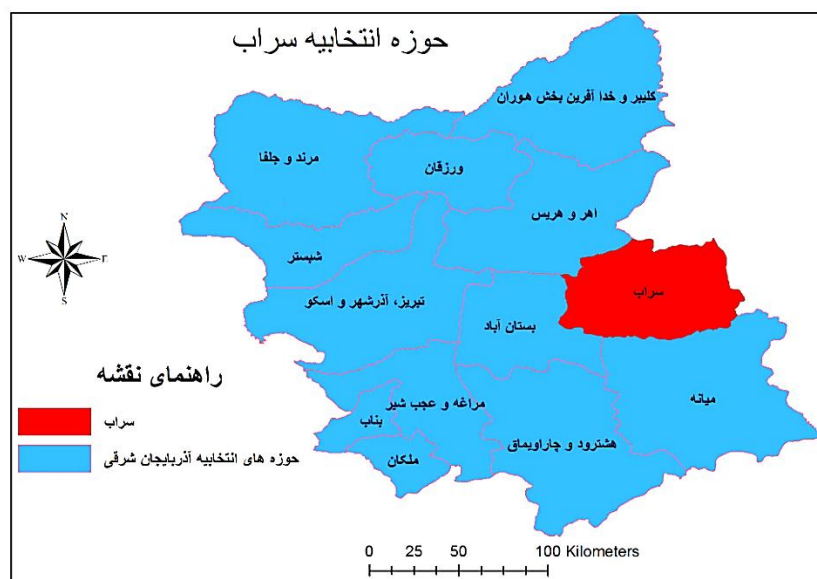 حوزه انتخابیه سراب
کلیبر و خدا آفرین بخش هوران
مرند و جلفا
ورزقان
اهر و هریس
شبستر
سراب
تبریز، آذرشهر و اسکو
بستان آباد
میانه
مراغه و عجب شیر
بناب
هشترود و چاراویماق
ملکان
N
W
E
S
راهنمای نقشه
سراب
حوزه های انتخابیه آذربایجان شرقی
0 25 50 100 Kilometers